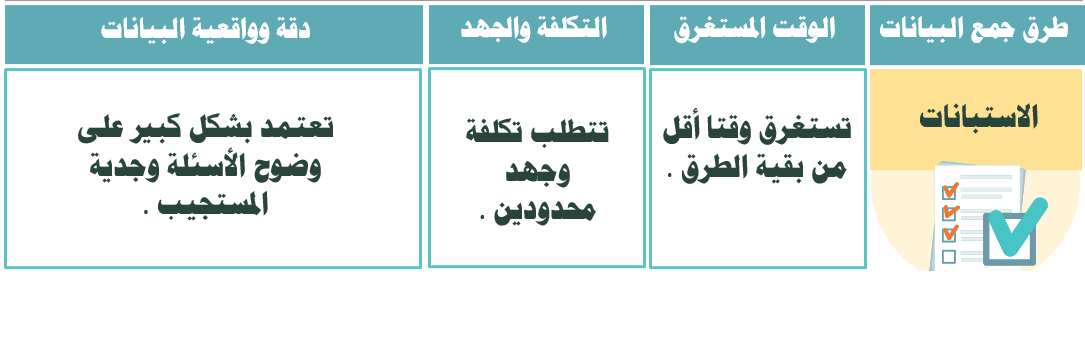 طرق جمع البيانات
الوقت المستغرق
التكلفة والجهد
دقة وواقعية البيانات
الاستبانات
تستغرق وقتا أقل
من بقية الطرق .
تتطلب تكلفة
وجهد
محدودين .
تعتمد بشكل كبير على
وضوح الأسئلة وجدية
المستجيب .